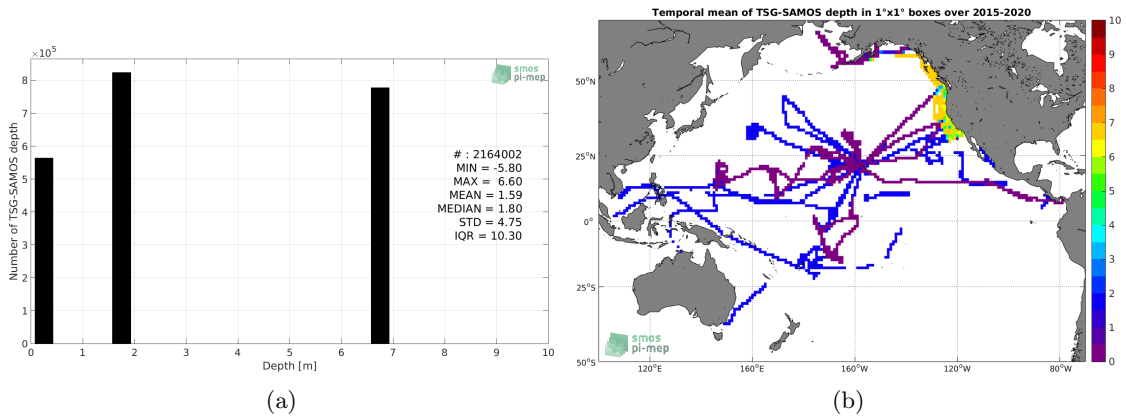 ×10⁵
8
7
6
5
4
3
2
1
0
Number of TSG-SAMOS depth
smos
pi-mep
# : 2164002
MIN = -5.80
MAX = 6.60
MEAN = 1.59
MEDIAN = 1.80
STD = 4.75
IQR = 10.30
0 1 2 3 4 5 6 7 8 9 10
Depth [m]
(a)
Temporal mean of TSG-SAMOS depth in 1°x1° boxes over 2015-2020
50°N
25°N
0°
25°S
50°S
smos
pi-mep
120°E 160°E 160°W 120°W 80°W
10
9
8
7
6
5
4
3
2
1
0
(b)